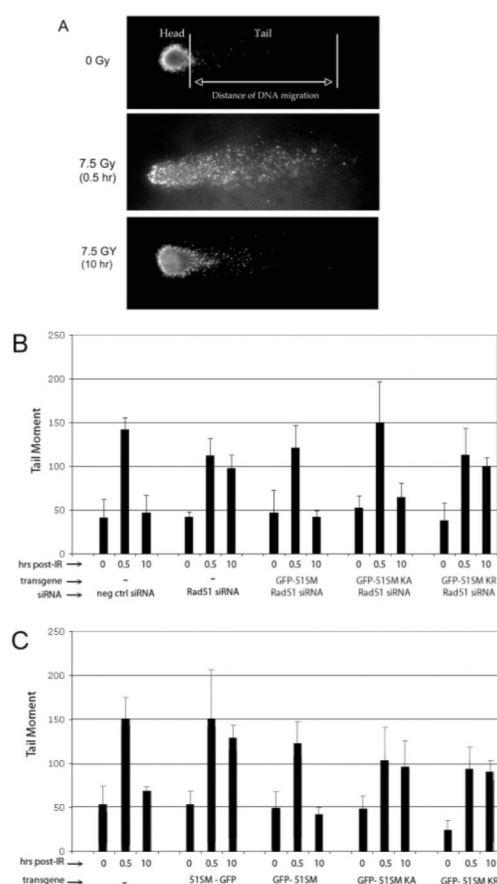 A
Head Tail
0 Gy
Distance of DNA migration
7.5 Gy
(0.5 hr)
7.5 GY
(10 hr)
B
250
200
150
100
50
0
Tail Moment
hrs post-IR → 0 0.5 10 0 0.5 10 0 0.5 10 0 0.5 10 0 0.5 10
transgene → – – GFP-51SM GFP-51SM KA GFP-51SM KR
siRNA → neg ctrl siRNA Rad51 siRNA Rad51 siRNA Rad51 siRNA Rad51 siRNA
C
250
200
150
100
50
0
Tail Moment
hrs post-IR → 0 0.5 10 0 0.5 10 0 0.5 10 0 0.5 10 0 0.5 10
transgene → – 51SM - GFP GFP- 51SM GFP- 51SM KA GFP- 51SM KR